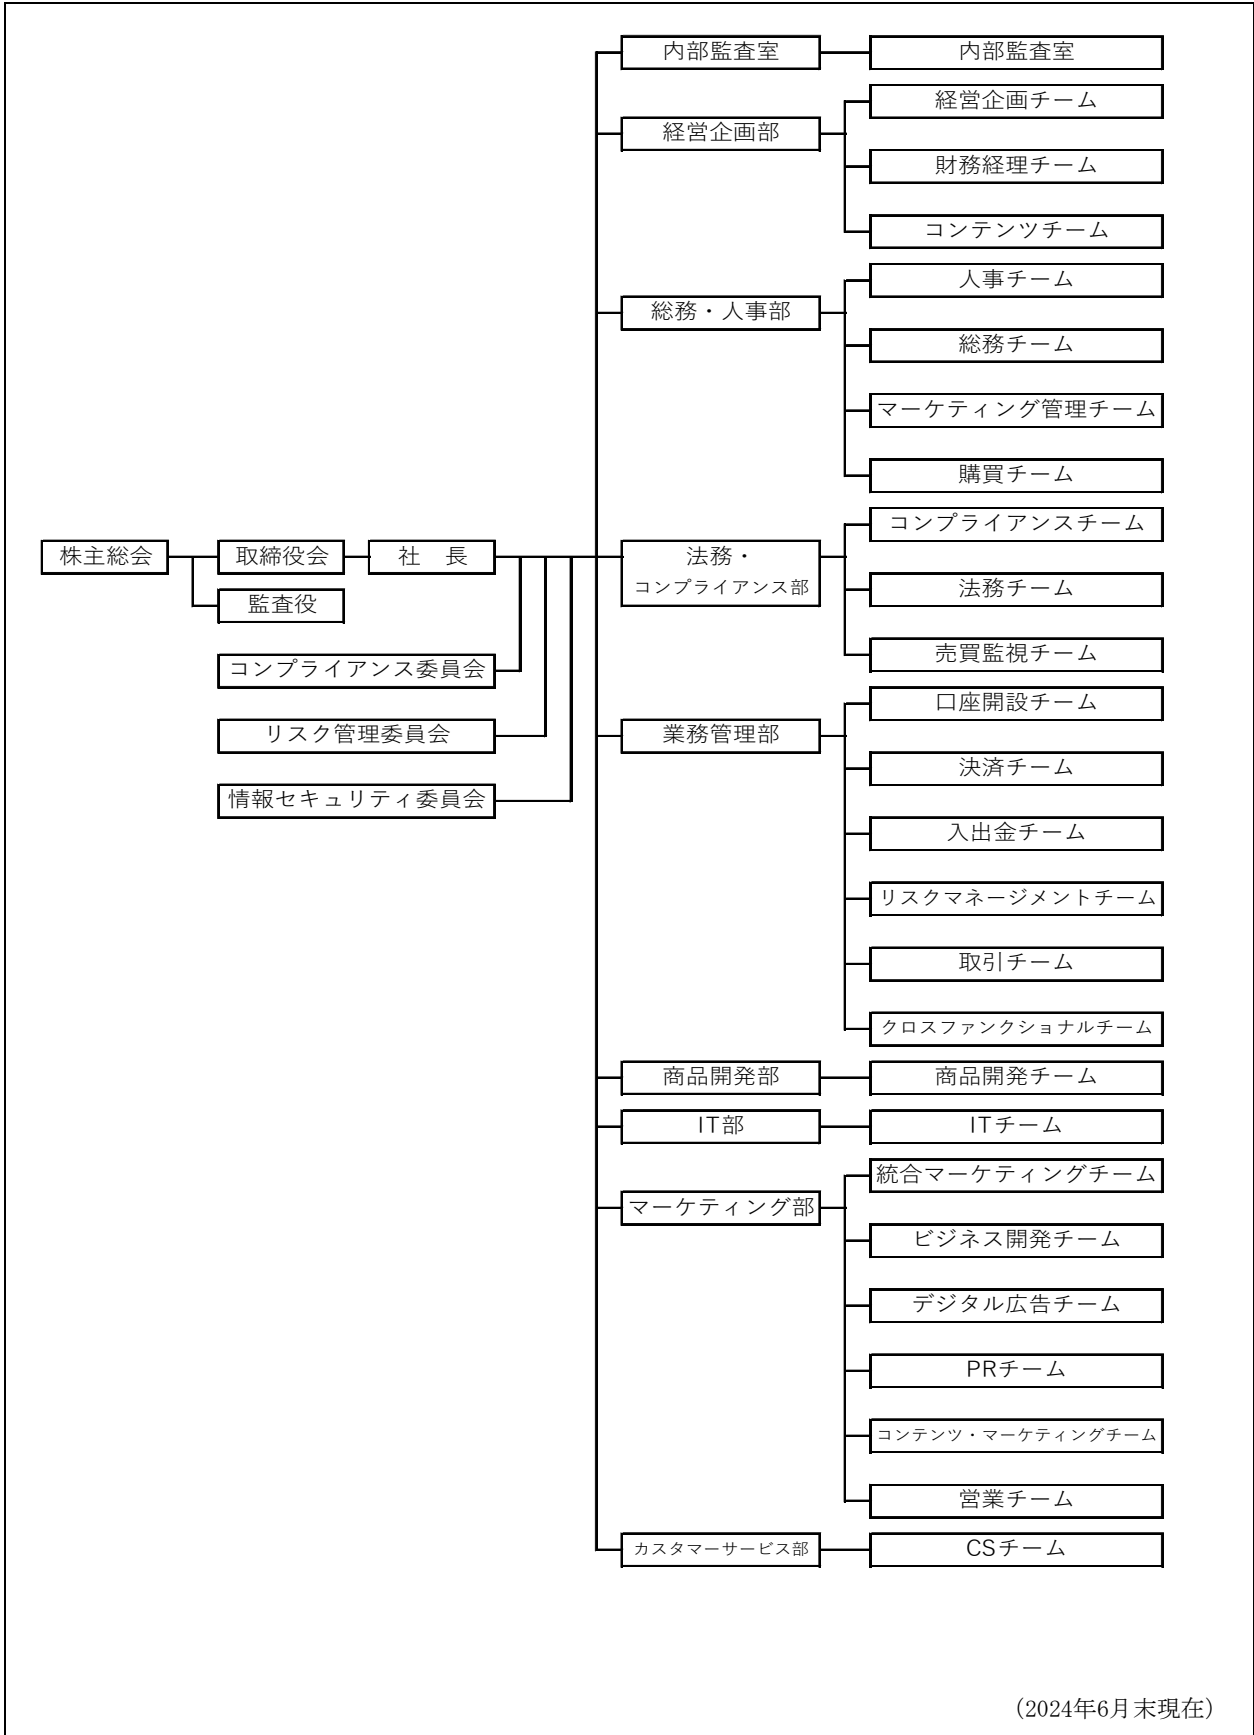 内部監査室
内部監査室
経営企画部
経営企画チーム
財務経理チーム
コンテンツチーム
総務・人事部
人事チーム
総務チーム
マーケティング管理チーム
購買チーム
株主総会
取締役会
社　長
監査役
コンプライアンス委員会
リスク管理委員会
情報セキュリティ委員会
法務・
コンプライアンス部
コンプライアンスチーム
法務チーム
売買監視チーム
業務管理部
口座開設チーム
決済チーム
入出金チーム
リスクマネージメントチーム
取引チーム
クロスファンクショナルチーム
商品開発部
商品開発チーム
IT部
ITチーム
マーケティング部
統合マーケティングチーム
ビジネス開発チーム
デジタル広告チーム
PRチーム
コンテンツ・マーケティングチーム
営業チーム
カスタマーサービス部
CSチーム
（2024年6月末現在）